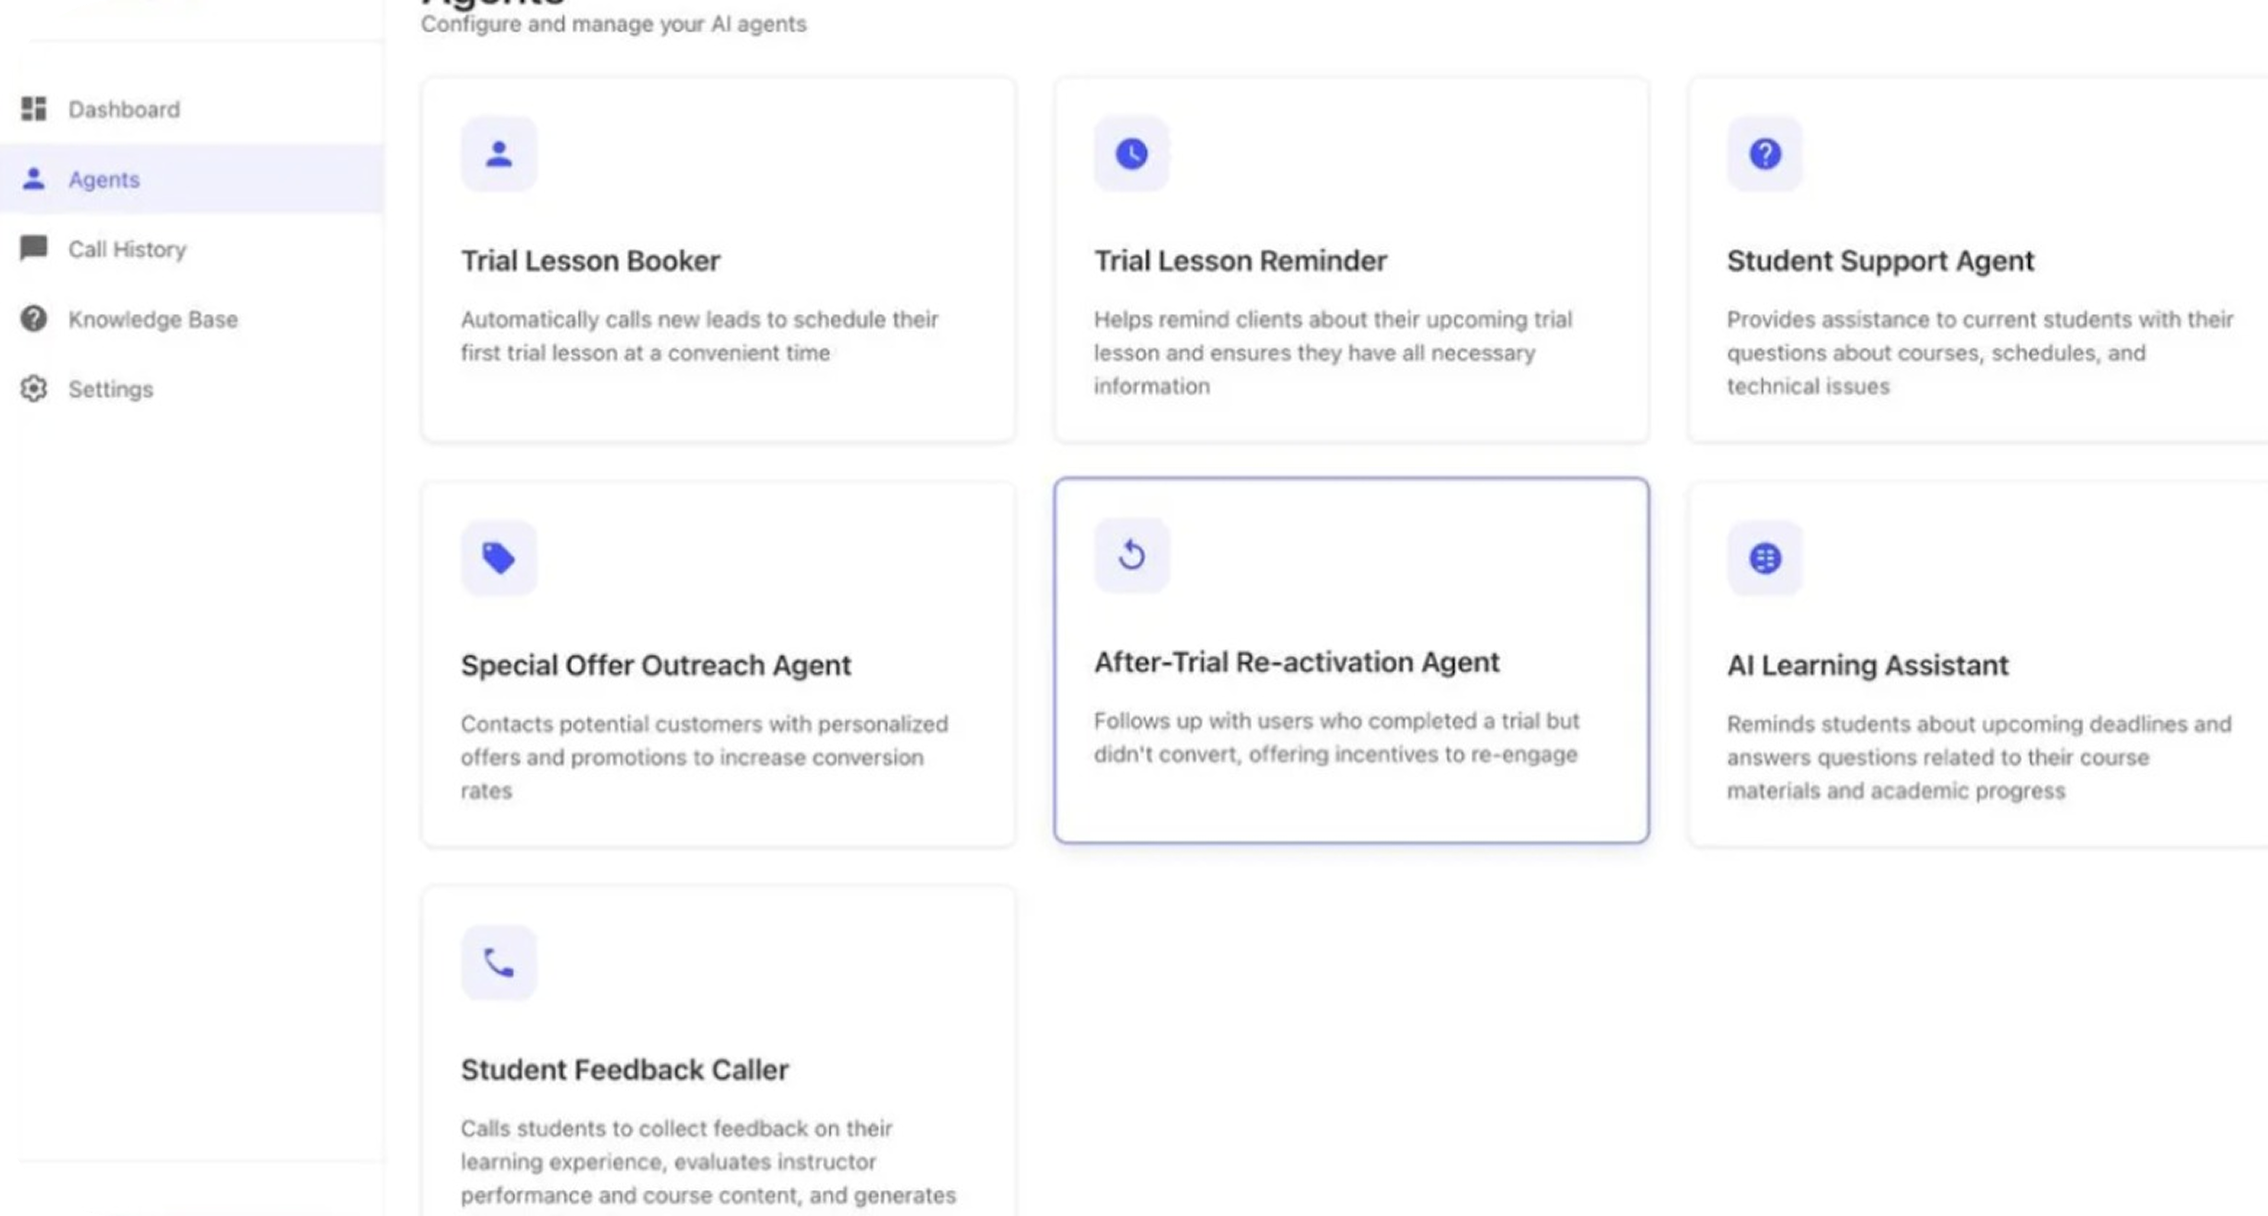 Agents
Configure and manage your AI agents
Dashboard
Agents
Call History
Knowledge Base
Settings
Trial Lesson Booker
Automatically calls new leads to schedule their
first trial lesson at a convenient time
Trial Lesson Reminder
Helps remind clients about their upcoming trial
lesson and ensures they have all necessary
information
Student Support Agent
Provides assistance to current students with their
questions about courses, schedules, and
technical issues
Special Offer Outreach Agent
Contacts potential customers with personalized
offers and promotions to increase conversion
rates
After-Trial Re-activation Agent
Follows up with users who completed a trial but
didn't convert, offering incentives to re-engage
AI Learning Assistant
Reminds students about upcoming deadlines and
answers questions related to their course
materials and academic progress
Student Feedback Caller
Calls students to collect feedback on their
learning experience, evaluates instructor
performance and course content, and generates